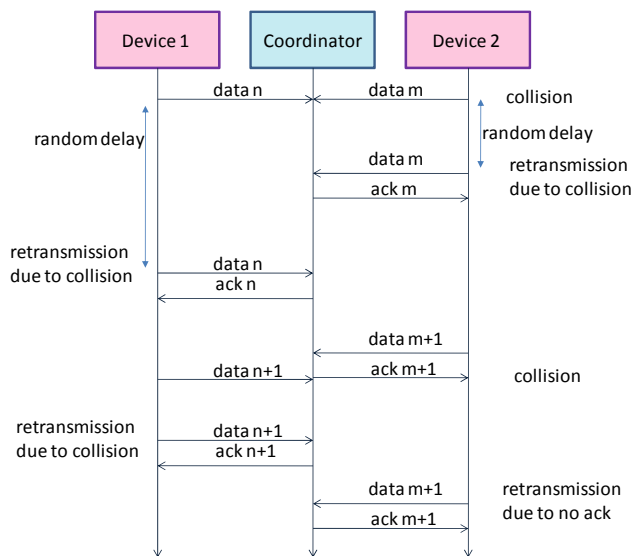 Device 1
Coordinator
Device 2
data n
data m
collision
random delay
random delay
data m
retransmission
due to collision
ack m
retransmission
due to collision
data n
ack n
data m+1
data n+1
ack m+1
collision
retransmission
due to collision
data n+1
ack n+1
data m+1
retransmission
due to no ack
ack m+1